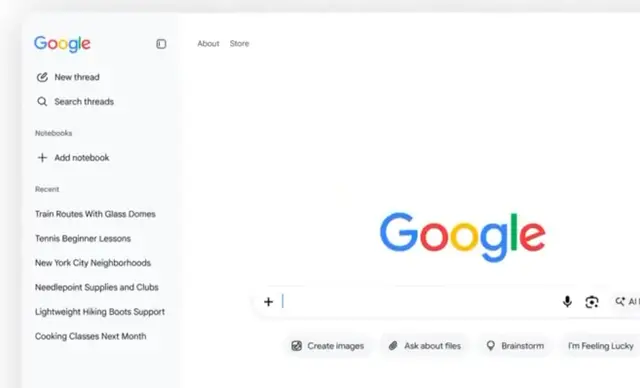 Google
About Store
New thread
Search threads
Notebooks
Add notebook
Recent
Train Routes With Glass Domes
Tennis Beginner Lessons
New York City Neighborhoods
Needlepoint Supplies and Clubs
Lightweight Hiking Boots Support
Cooking Classes Next Month
Google
AI
Create images Ask about files Brainstorm I'm Feeling Lucky